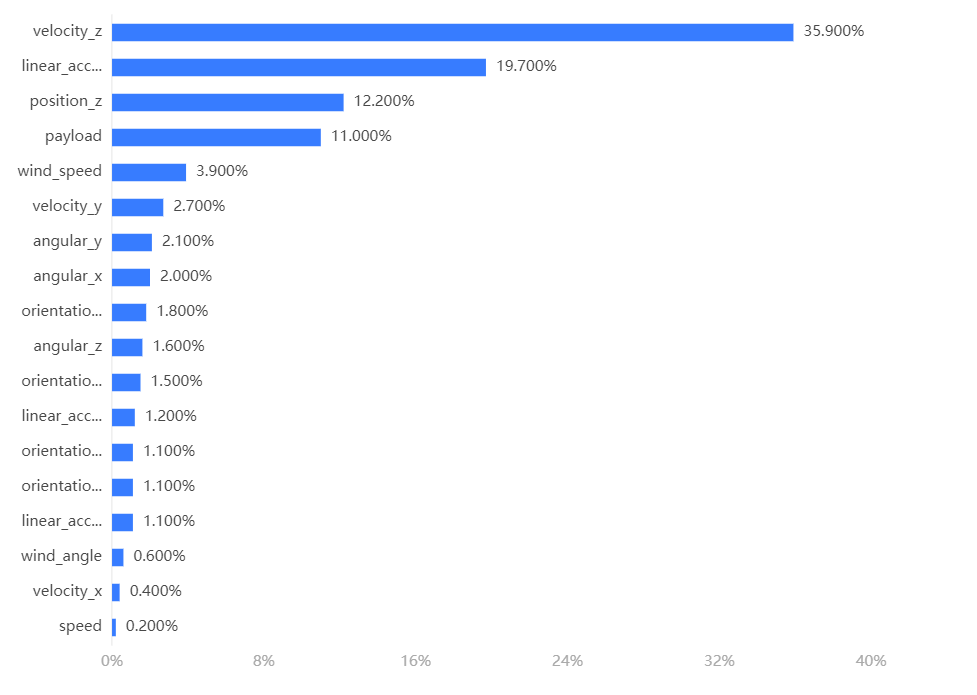 velocity_z 35.900%
linear_acc... 19.700%
position_z 12.200%
payload 11.000%
wind_speed 3.900%
velocity_y 2.700%
angular_y 2.100%
angular_x 2.000%
orientatio... 1.800%
angular_z 1.600%
orientatio... 1.500%
linear_acc... 1.200%
orientatio... 1.100%
orientatio... 1.100%
linear_acc... 1.100%
wind_angle 0.600%
velocity_x 0.400%
speed 0.200%
0% 8% 16% 24% 32% 40%